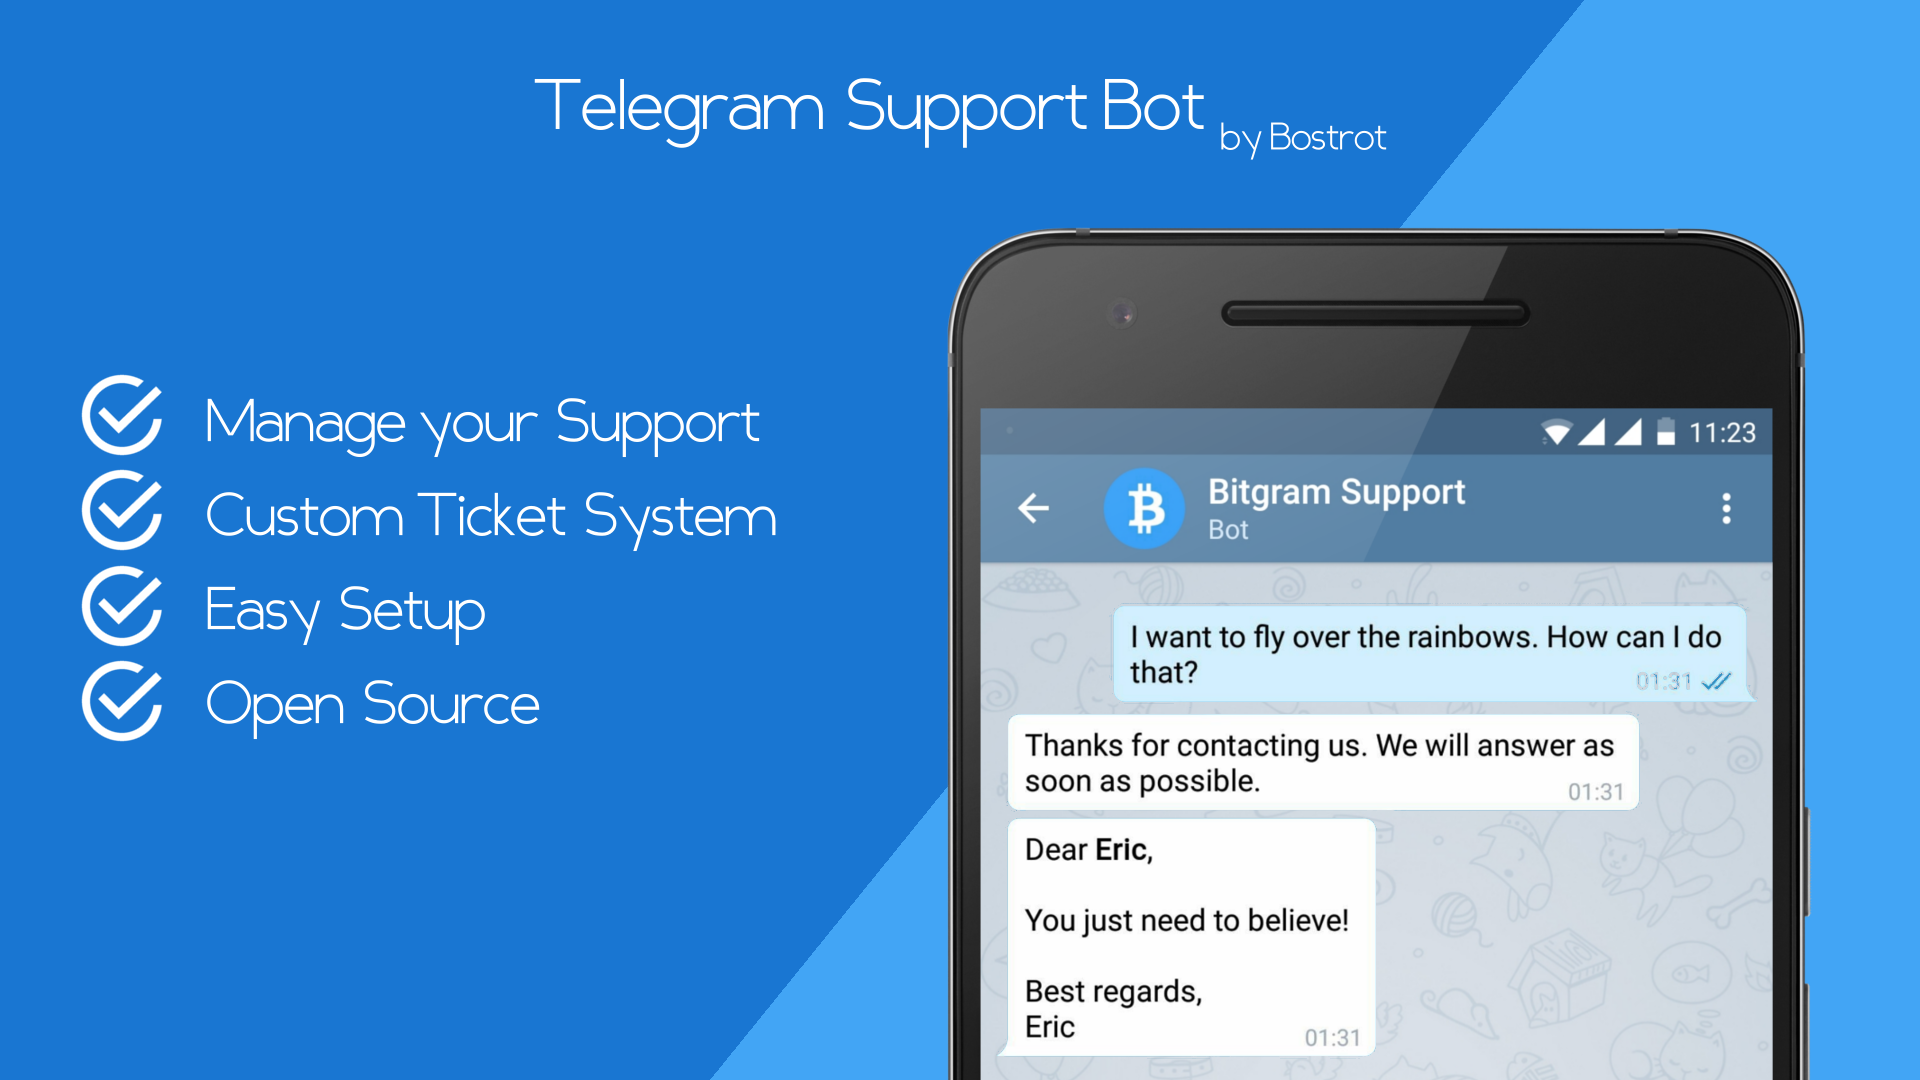 Telegram Support Bot by Bostrot
Manage your Support
Custom Ticket System
Easy Setup
Open Source
11:23
Bitgram Support
Bot
I want to fly over the rainbows. How can I do
that?
01:31
Thanks for contacting us. We will answer as
soon as possible.
01:31
Dear Eric,
You just need to believe!
Best regards,
Eric
01:31